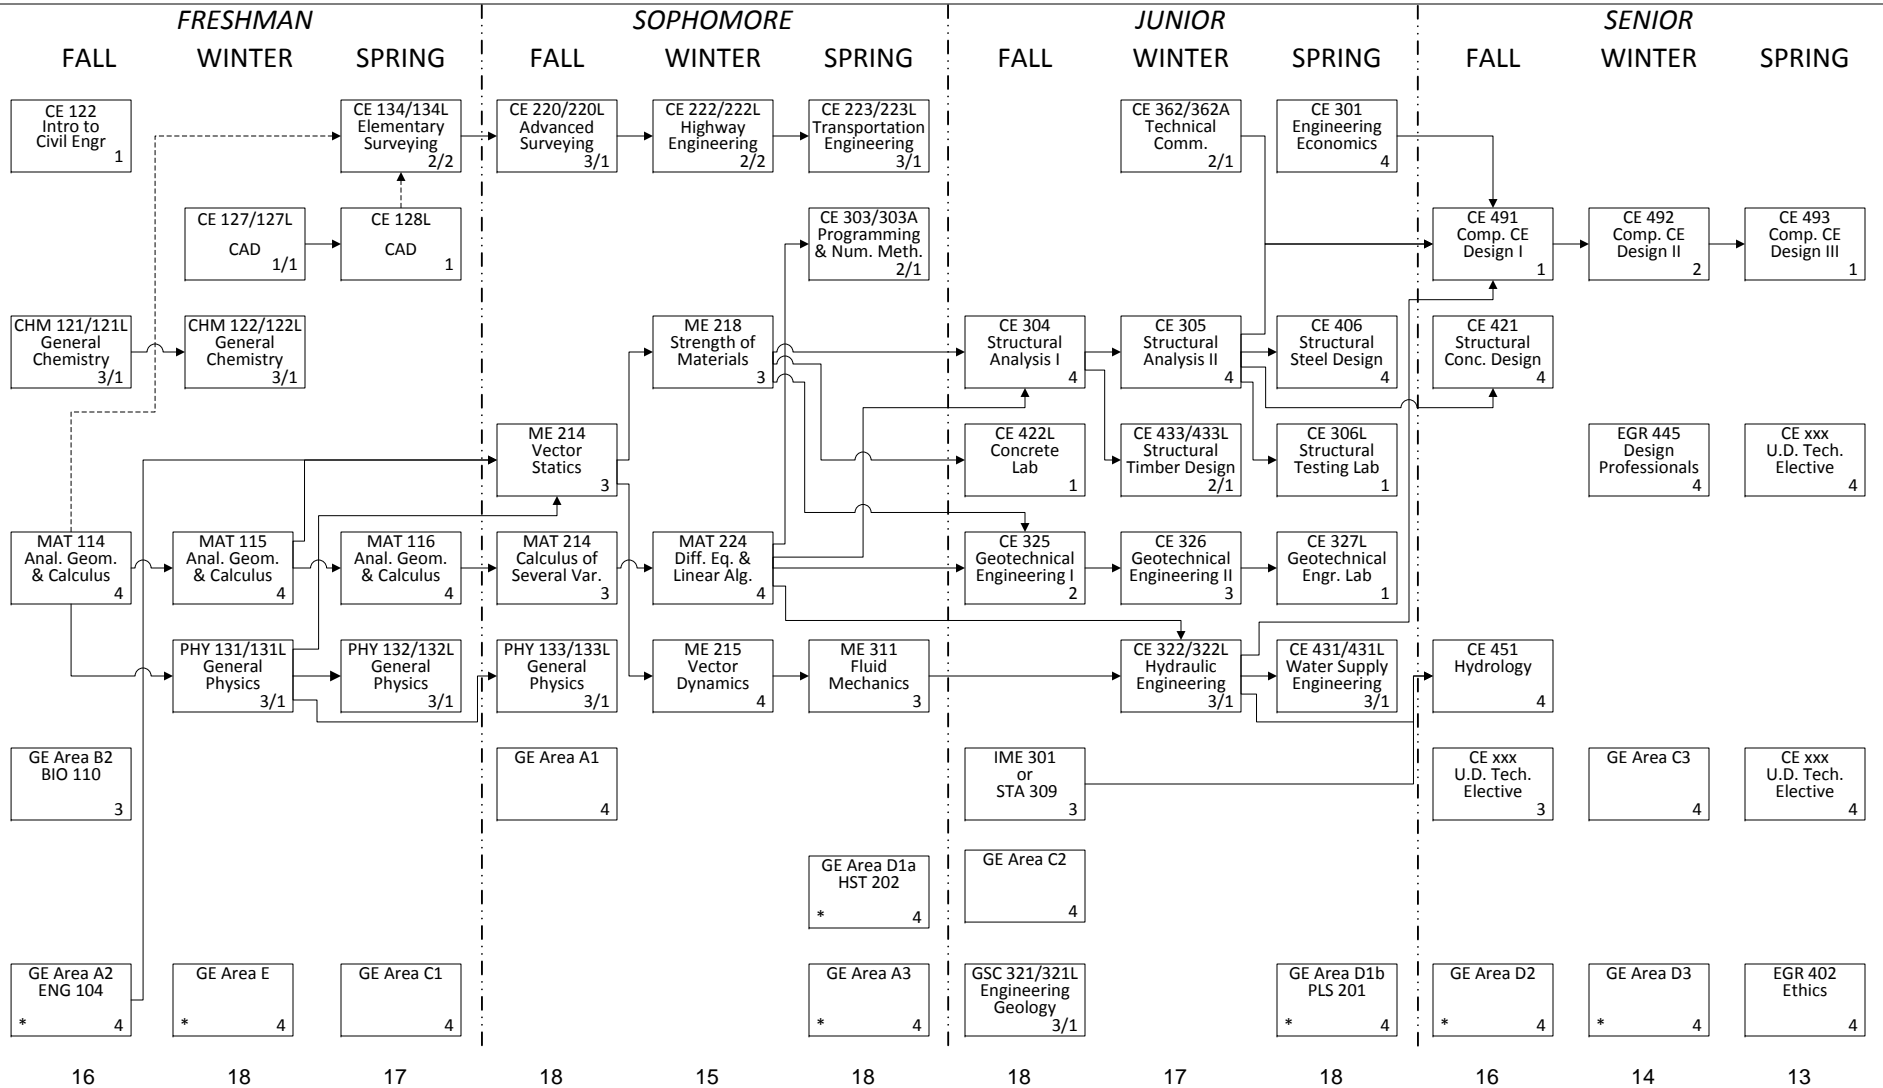 FRESHMAN
SOPHOMORE
JUNIOR
SENIOR
FALL
WINTER
SPRING
FALL
WINTER
SPRING
FALL
WINTER
SPRING
FALL
WINTER
SPRING
CE 122
Intro to
Civil Engr
1
CE 134/134L
Elementary
Surveying
2/2
CE 220/220L
Advanced
Surveying
3/1
CE 222/222L
Highway
Engineering
2/2
CE 223/223L
Transportation
Engineering
3/1
CE 362/362A
Technical
Comm.
2/1
CE 301
Engineering
Economics
4
CE 127/127L
CAD
1/1
CE 128L
CAD
1
CE 303/303A
Programming
& Num. Meth.
2/1
CE 491
Comp. CE
Design I
1
CE 492
Comp. CE
Design II
2
CE 493
Comp. CE
Design III
1
CHM 121/121L
General
Chemistry
3/1
CHM 122/122L
General
Chemistry
3/1
ME 218
Strength of
Materials
3
CE 304
Structural
Analysis I
4
CE 305
Structural
Analysis II
4
CE 406
Structural
Steel Design
4
CE 421
Structural
Conc. Design
4
ME 214
Vector
Statics
3
CE 422L
Concrete
Lab
1
CE 433/433L
Structural
Timber Design
2/1
CE 306L
Structural
Testing Lab
1
EGR 445
Design
Professionals
4
CE xxx
U.D. Tech.
Elective
4
MAT 114
Anal. Geom.
& Calculus
4
MAT 115
Anal. Geom.
& Calculus
4
MAT 116
Anal. Geom.
& Calculus
4
MAT 214
Calculus of
Several Var.
3
MAT 224
Diff. Eq. &
Linear Alg.
4
CE 325
Geotechnical
Engineering I
2
CE 326
Geotechnical
Engineering II
3
CE 327L
Geotechnical
Engr. Lab
1
PHY 131/131L
General
Physics
3/1
PHY 132/132L
General
Physics
3/1
PHY 133/133L
General
Physics
3/1
ME 215
Vector
Dynamics
4
ME 311
Fluid
Mechanics
3
CE 322/322L
Hydraulic
Engineering
3/1
CE 431/431L
Water Supply
Engineering
3/1
CE 451
Hydrology
4
GE Area B2
BIO 110
3
GE Area A1
4
IME 301
or
STA 309
3
CE xxx
U.D. Tech.
Elective
3
GE Area C3
4
CE xxx
U.D. Tech.
Elective
4
GE Area D1a
HST 202
* 4
GE Area C2
4
GE Area A2
ENG 104
* 4
GE Area E
* 4
GE Area C1
4
GE Area A3
* 4
GSC 321/321L
Engineering
Geology
3/1
GE Area D1b
PLS 201
* 4
GE Area D2
* 4
GE Area D3
* 4
EGR 402
Ethics
4
16
18
17
18
15
18
18
17
18
16
14
13